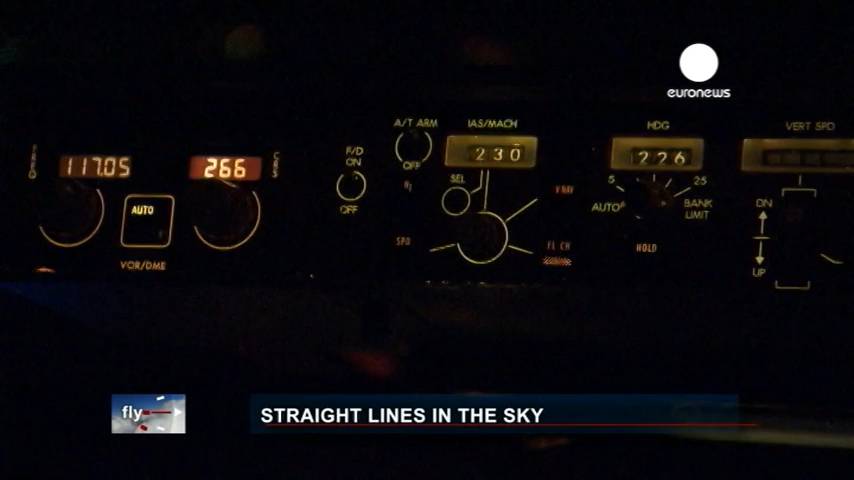 euronews
A/T ARM
IAS/MACH
HDG
VERT SPD
117.05
266
F/D
ON
OFF
OFF
230
226
SEL
5
25
AUTO
BANK
LIMIT
AUTO
V NAV
DN
SPD
FL CH
HOLD
VOR/DME
UP
fly
STRAIGHT LINES IN THE SKY